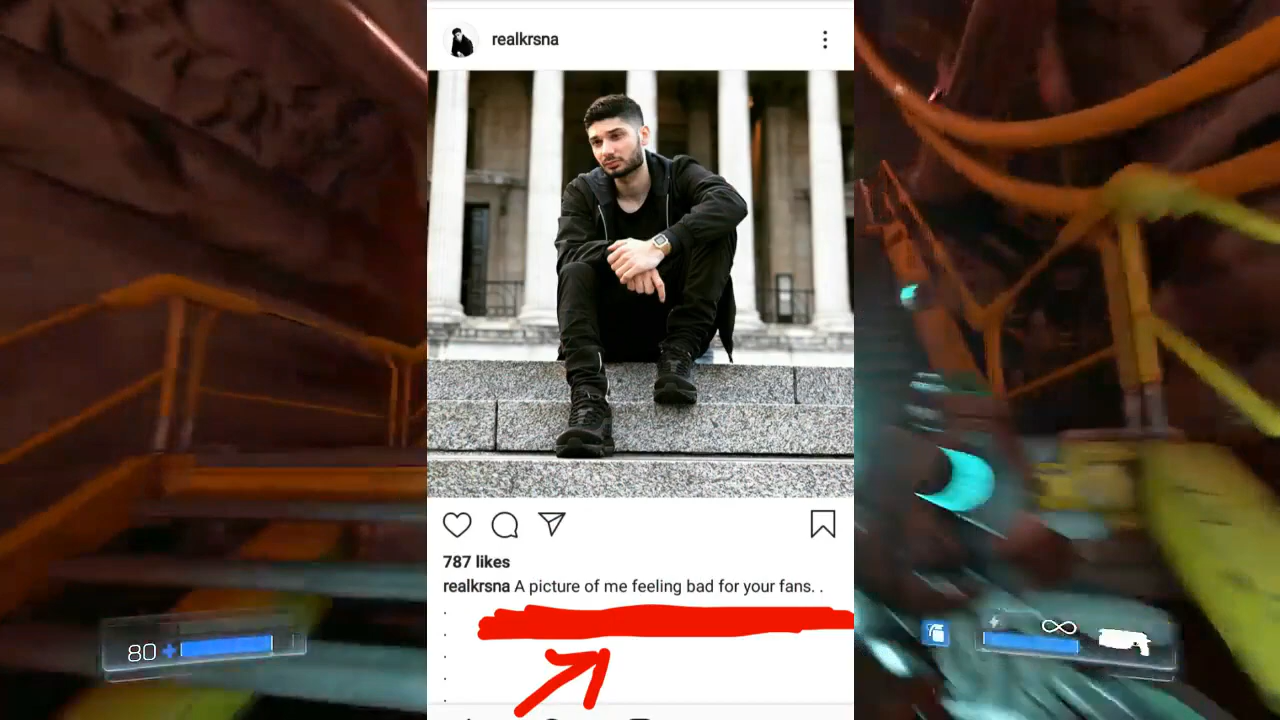 realkrsna
787 likes
realkrsna A picture of me feeling bad for your fans. .
.
.
.
.
.
80